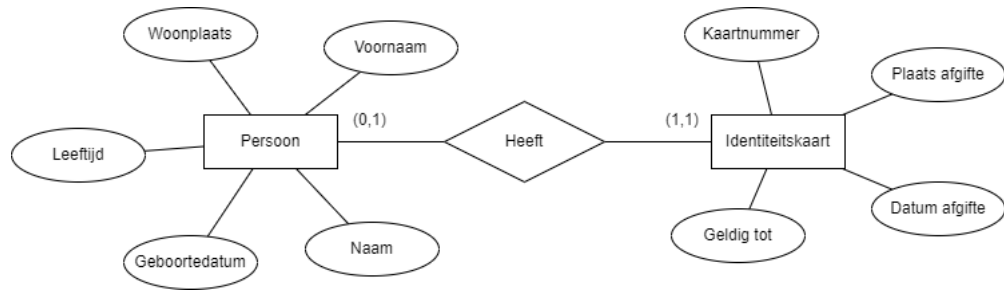 Woonplaats
Voornaam
Kaartnummer
Plaats afgifte
(0,1)
(1,1)
Persoon
Heeft
Identiteitskaart
Leeftijd
Datum afgifte
Geldig tot
Naam
Geboortedatum